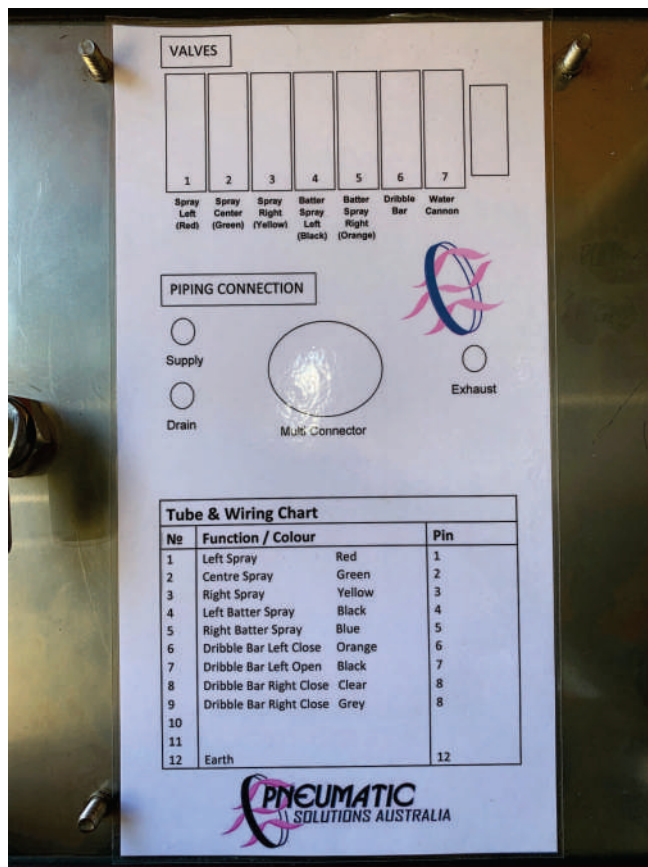 VALVES
1 2 3 4 5 6 7
Spray Spray Spray Batter Batter Dribble Water
Left Center Right Spray Spray Bar Cannon
(Red) (Green) (Yellow) Left Right
(Black) (Orange)
PIPING CONNECTION
Supply
Exhaust
Drain
Multi Connector
Tube & Wiring Chart
№ Function / Colour Pin
1 Left Spray Red 1
2 Centre Spray Green 2
3 Right Spray Yellow 3
4 Left Batter Spray Black 4
5 Right Batter Spray Blue 5
6 Dribble Bar Left Close Orange 6
7 Dribble Bar Left Open Black 7
8 Dribble Bar Right Close Clear 8
9 Dribble Bar Right Close Grey 8
10
11
12 Earth 12
PNEUMATIC
SOLUTIONS AUSTRALIA